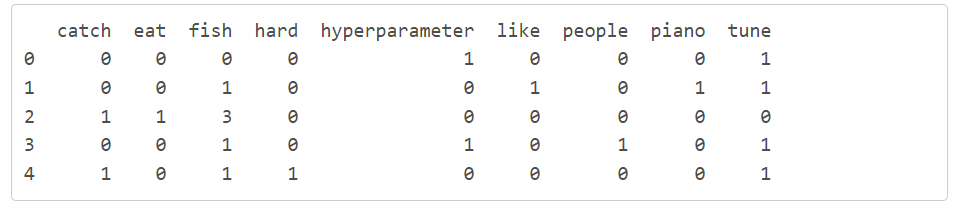 catch eat fish hard hyperparameter like people piano tune
0 0 0 0 0 1 0 0 0 1
1 0 0 1 0 0 1 0 1 1
2 1 1 3 0 0 0 0 0 0
3 0 0 1 0 1 0 1 0 1
4 1 0 1 1 0 0 0 0 1